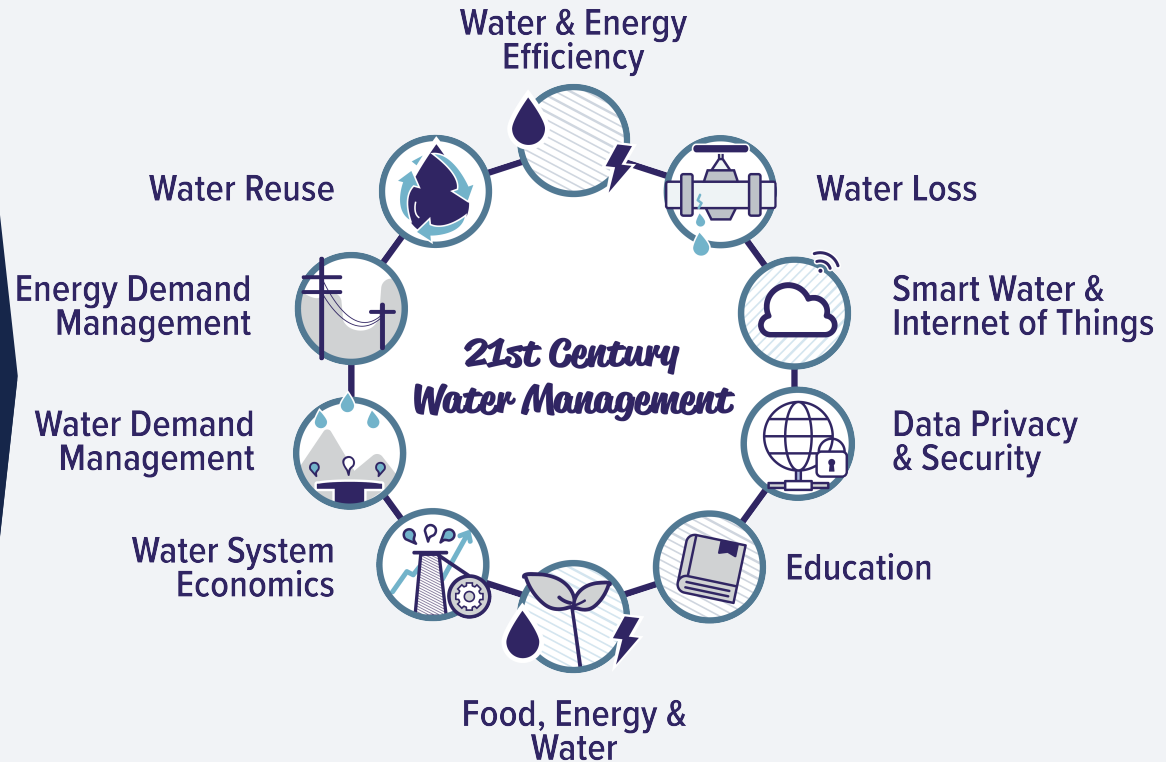 Water & Energy
Efficiency
Water Reuse
Water Loss
Energy Demand
Management
Smart Water &
Internet of Things
21st Century
Water Management
Water Demand
Management
Data Privacy
& Security
Water System
Economics
Education
Food, Energy &
Water